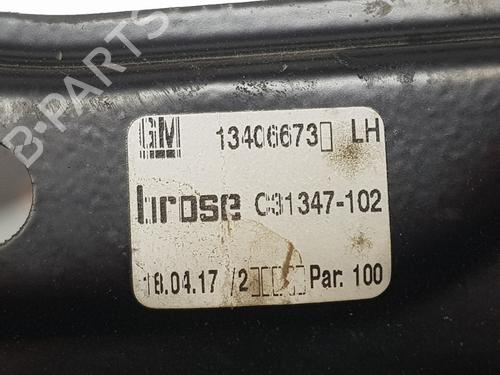 B-PARTS
GM 13406673▯ LH
brose C31347-102
18.04.17 /2▯▯▯▯▯ Par. 100